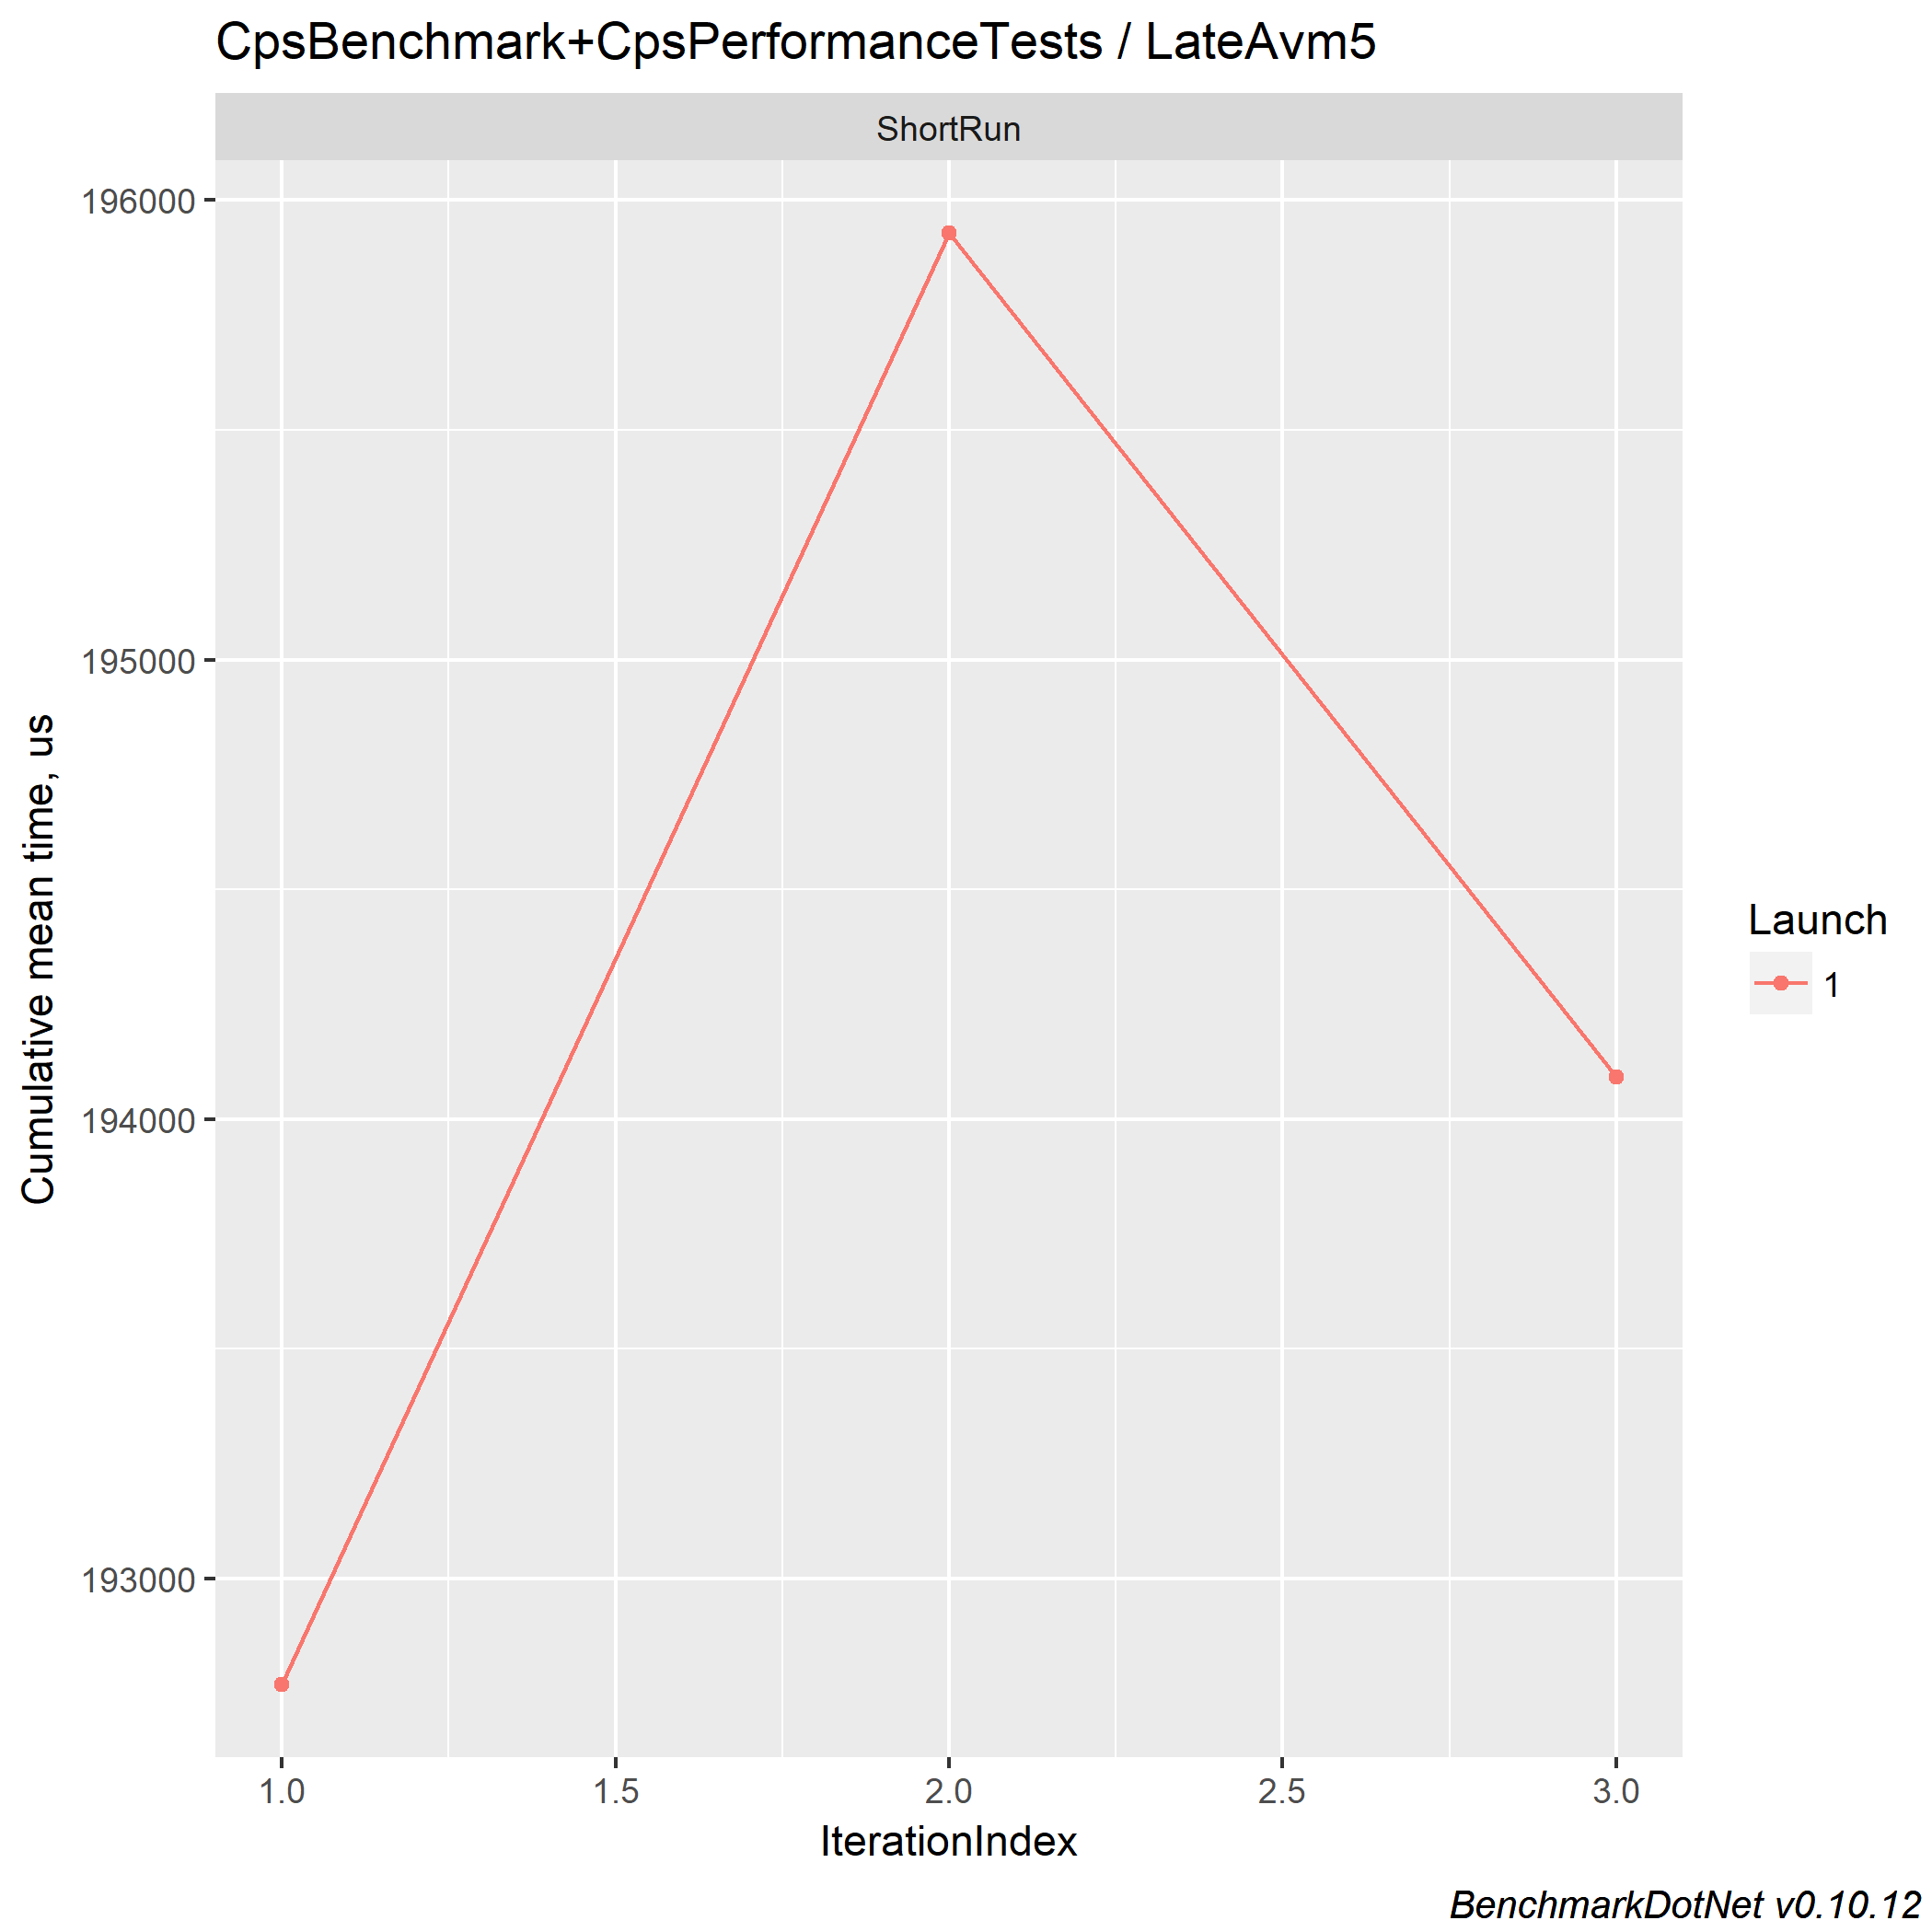 CpsBenchmark+CpsPerformanceTests / LateAvm5
ShortRun
196000
195000
194000
193000
Cumulative mean time, us
1.0 1.5 2.0 2.5 3.0
IterationIndex
Launch
1
BenchmarkDotNet v0.10.12